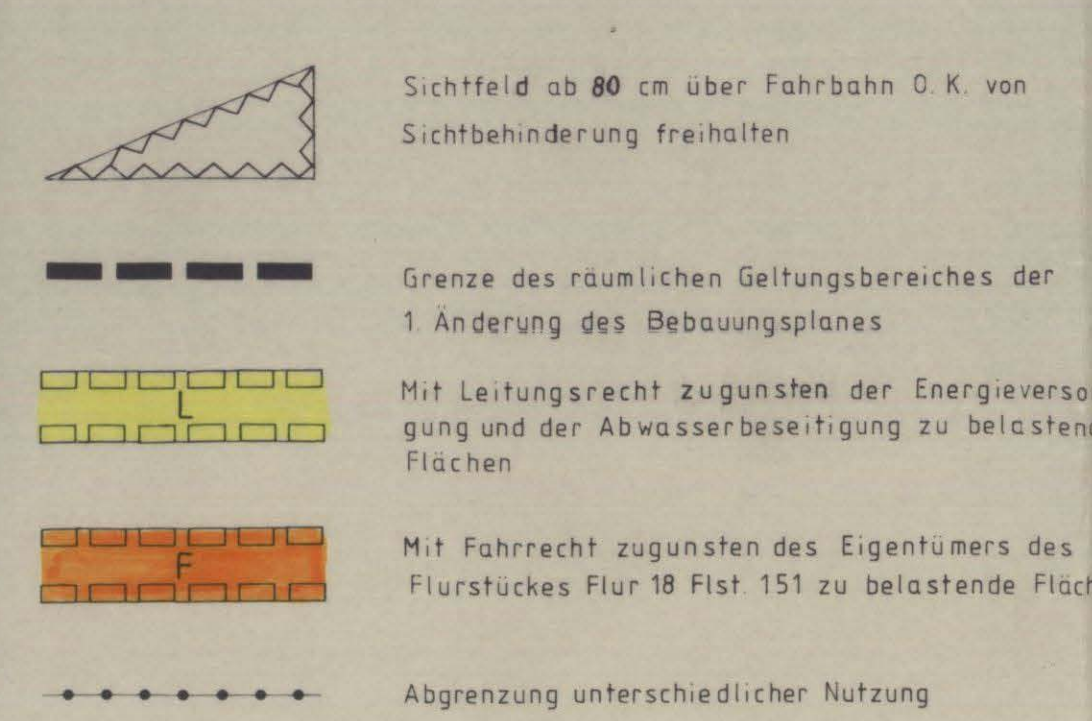 Sichtfeld ab 80 cm über Fahrbahn O.K. von
Sichtbehinderung freihalten
Grenze des räumlichen Geltungsbereiches der
1. Änderung des Bebauungsplanes
L
Mit Leitungsrecht zugunsten der Energieverso
gung und der Abwasserbeseitigung zu belastend
Flächen
F
Mit Fahrrecht zugunsten des Eigentümers des
Flurstückes Flur 18 Flst. 151 zu belastende Fläch
Abgrenzung unterschiedlicher Nutzung